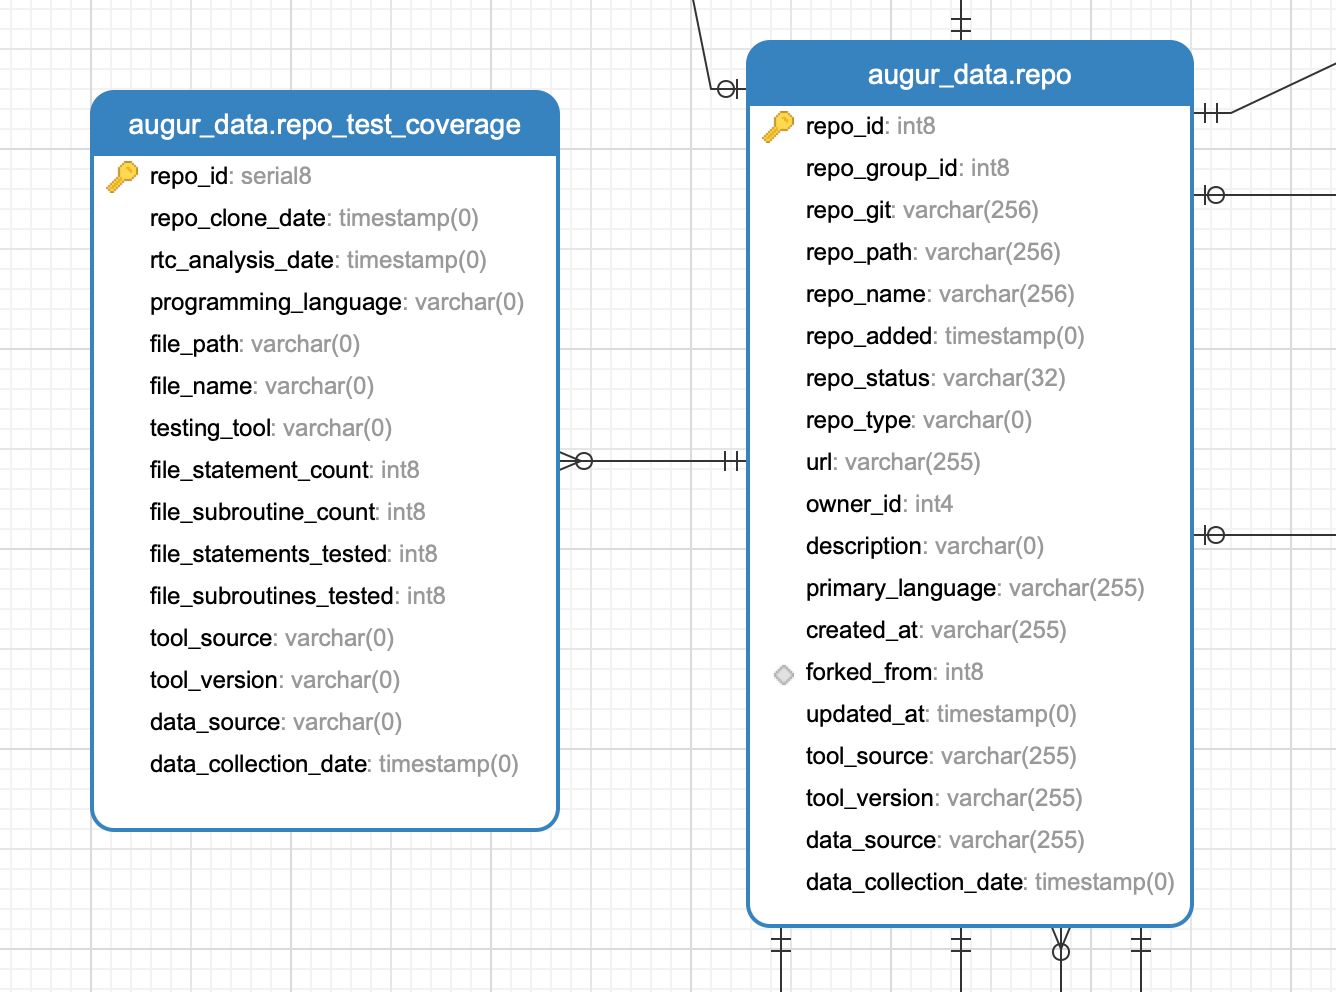 augur_data.repo_test_coverage
repo_id: serial8
repo_clone_date: timestamp(0)
rtc_analysis_date: timestamp(0)
programming_language: varchar(0)
file_path: varchar(0)
file_name: varchar(0)
testing_tool: varchar(0)
file_statement_count: int8
file_subroutine_count: int8
file_statements_tested: int8
file_subroutines_tested: int8
tool_source: varchar(0)
tool_version: varchar(0)
data_source: varchar(0)
data_collection_date: timestamp(0)
augur_data.repo
repo_id: int8
repo_group_id: int8
repo_git: varchar(256)
repo_path: varchar(256)
repo_name: varchar(256)
repo_added: timestamp(0)
repo_status: varchar(32)
repo_type: varchar(0)
url: varchar(255)
owner_id: int4
description: varchar(0)
primary_language: varchar(255)
created_at: varchar(255)
forked_from: int8
updated_at: timestamp(0)
tool_source: varchar(255)
tool_version: varchar(255)
data_source: varchar(255)
data_collection_date: timestamp(0)